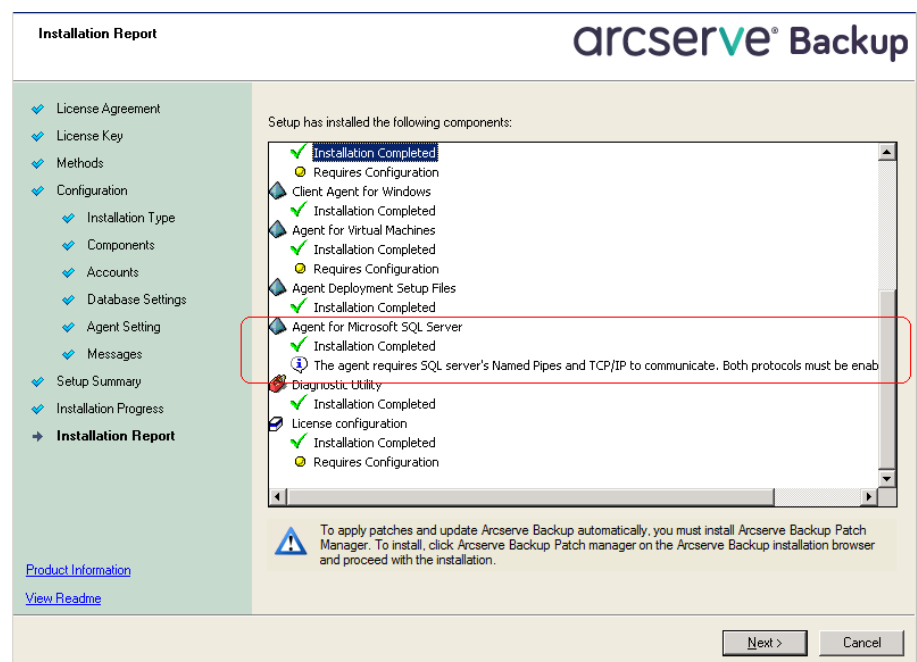 Installation Report
arcserve® Backup
License Agreement
License Key
Methods
Configuration
Installation Type
Components
Accounts
Database Settings
Agent Setting
Messages
Setup Summary
Installation Progress
Installation Report
Product Information
View Readme
Setup has installed the following components:
Installation Completed
Requires Configuration
Client Agent for Windows
Installation Completed
Agent for Virtual Machines
Installation Completed
Requires Configuration
Agent Deployment Setup Files
Installation Completed
Agent for Microsoft SQL Server
Installation Completed
The agent requires SQL server's Named Pipes and TCP/IP to communicate. Both protocols must be enab
Diagnostic Utility
Installation Completed
License configuration
Installation Completed
Requires Configuration
To apply patches and update Arcserve Backup automatically, you must install Arcserve Backup Patch
Manager. To install, click Arcserve Backup Patch manager on the Arcserve Backup installation browser
and proceed with the installation.
Next >
Cancel